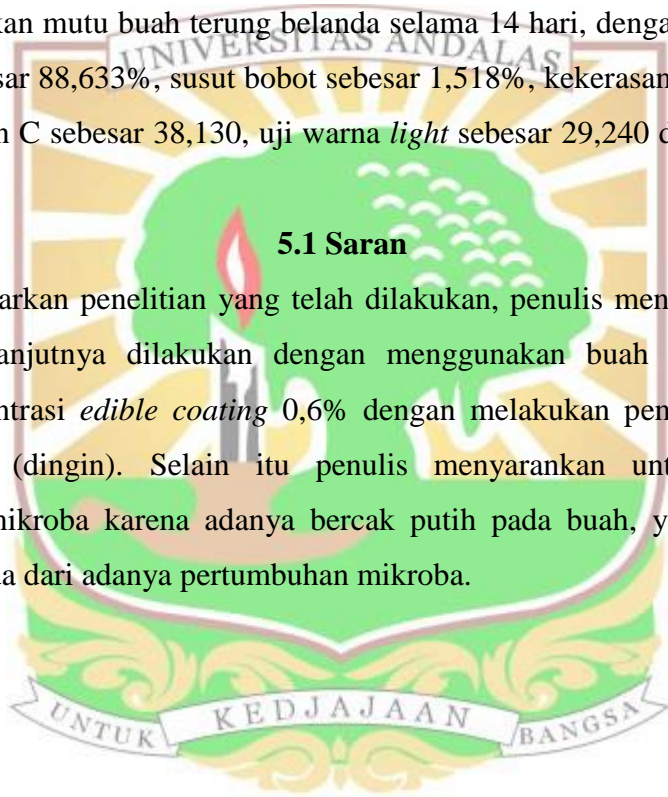 kan mutu buah terung belanda selama 14 hari, denga
UNIVERSITAS ANDALAS
sar 88,633%, susut bobot sebesar 1,518%, kekerasan
n C sebesar 38,130, uji warna light sebesar 29,240 d
5.1 Saran
arkan penelitian yang telah dilakukan, penulis men
anjutnya dilakukan dengan menggunakan buah
ntrasi edible coating 0,6% dengan melakukan pen
(dingin). Selain itu penulis menyarankan unt
mikroba karena adanya bercak putih pada buah, y
a dari adanya pertumbuhan mikroba.
UNTUK KEDJAJAAN BANGSA